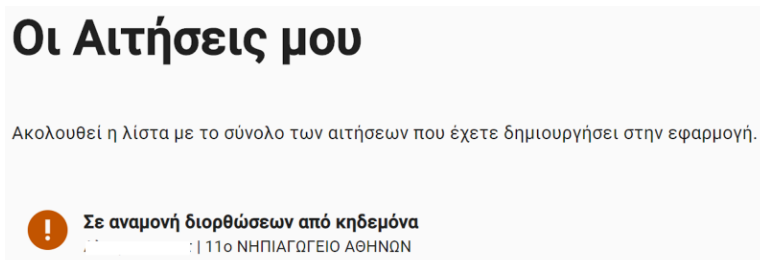 Οι Αιτήσεις μου
Ακολουθεί η λίστα με το σύνολο των αιτήσεων που έχετε δημιουργήσει στην εφαρμογή.
Σε αναμονή διορθώσεων από κηδεμόνα
| 11ο ΝΗΠΙΑΓΩΓΕΙΟ ΑΘΗΝΩΝ